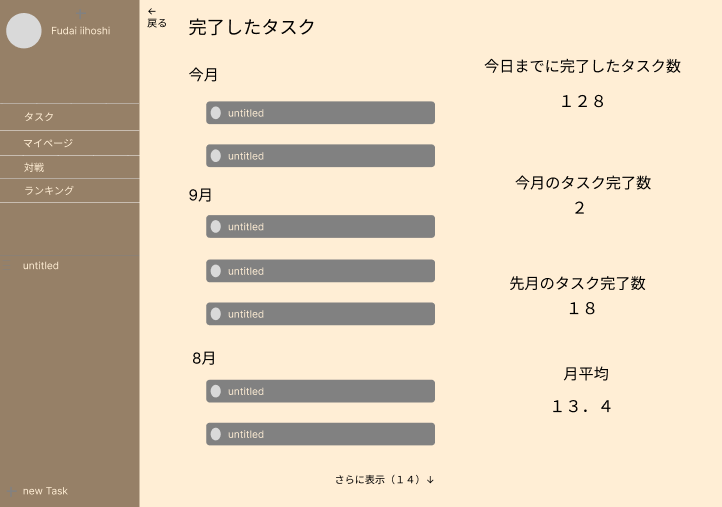 Fudai iihoshi
タスク
マイページ
対戦
ランキング
untitled
new Task
←
戻る
完了したタスク
今月
untitled
untitled
9月
untitled
untitled
untitled
8月
untitled
untitled
さらに表示（１４）↓
今日までに完了したタスク数
１２８
今月のタスク完了数
２
先月のタスク完了数
１８
月平均
１３．４